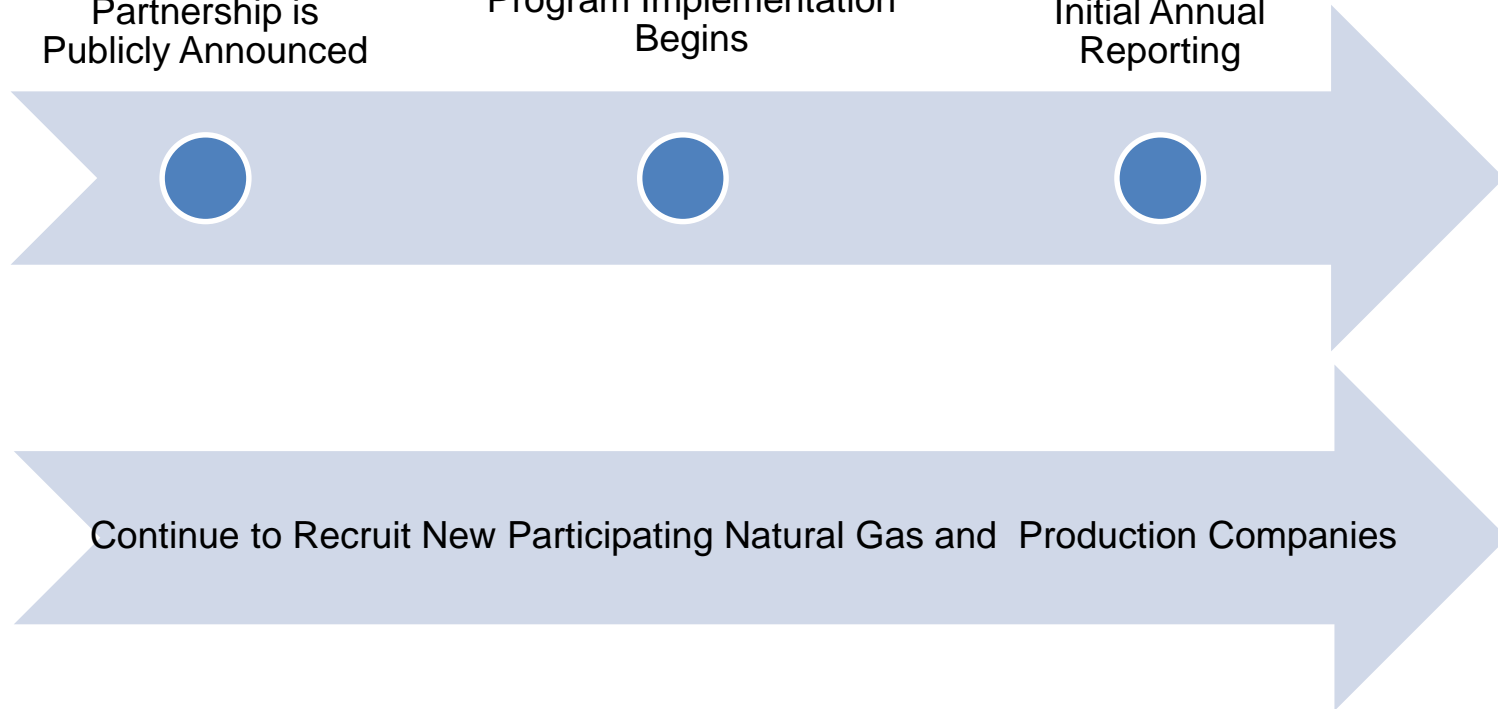 Partnership is
Publicly Announced
Program Implementation
Begins
Initial Annual
Reporting
Continue to Recruit New Participating Natural Gas and  Production Companies